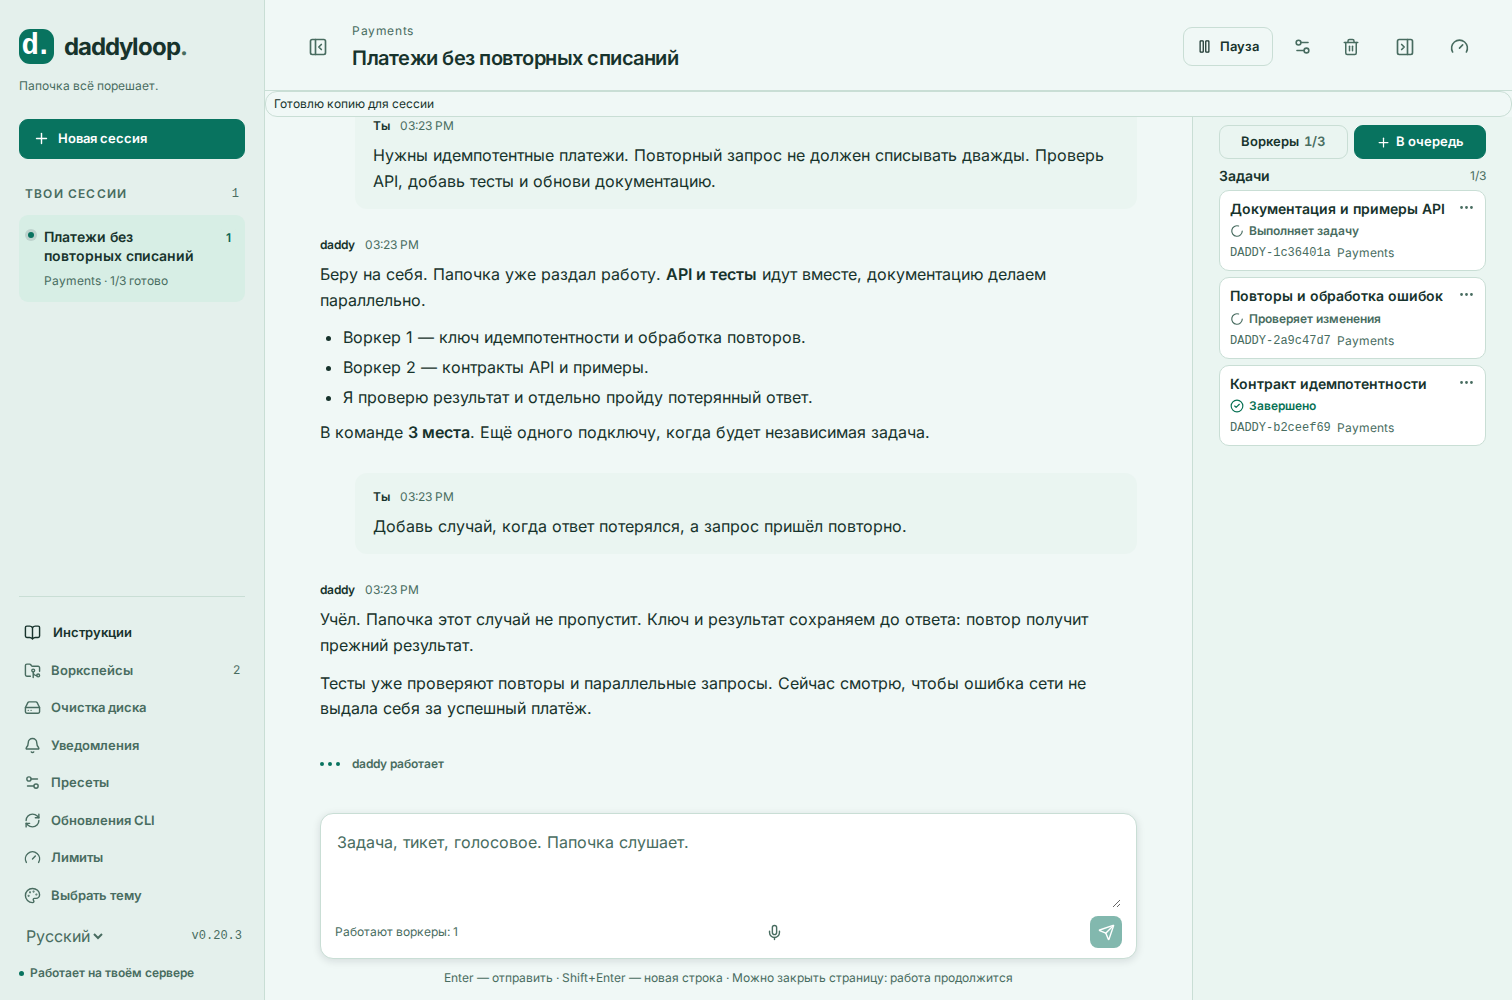 d. daddyloop.
Папочка всё порешает.
Новая сессия
ТВОИ СЕССИИ 1
Платежи без 1
повторных списаний
Payments · 1/3 готово
Инструкции
Воркспейсы 2
Очистка диска
Уведомления
Пресеты
Обновления CLI
Лимиты
Выбрать тему
Русский v0.20.3
Работает на твоём сервере
Payments
Платежи без повторных списаний
Пауза
Готовлю копию для сессии
Ты 03:23 PM
Нужны идемпотентные платежи. Повторный запрос не должен списывать дважды. Проверь
API, добавь тесты и обнови документацию.
daddy 03:23 PM
Беру на себя. Папочка уже раздал работу. API и тесты идут вместе, документацию делаем
параллельно.
• Воркер 1 — ключ идемпотентности и обработка повторов.
• Воркер 2 — контракты API и примеры.
• Я проверю результат и отдельно пройду потерянный ответ.
В команде 3 места. Ещё одного подключу, когда будет независимая задача.
Ты 03:23 PM
Добавь случай, когда ответ потерялся, а запрос пришёл повторно.
daddy 03:23 PM
Учёл. Папочка этот случай не пропустит. Ключ и результат сохраняем до ответа: повтор получит
прежний результат.
Тесты уже проверяют повторы и параллельные запросы. Сейчас смотрю, чтобы ошибка сети не
выдала себя за успешный платёж.
daddy работает
Задача, тикет, голосовое. Папочка слушает.
Работают воркеры: 1
Enter — отправить · Shift+Enter — новая строка · Можно закрыть страницу: работа продолжится
Воркеры 1/3
В очередь
Задачи 1/3
Документация и примеры API
Выполняет задачу
DADDY-1c36401a Payments
Повторы и обработка ошибок
Проверяет изменения
DADDY-2a9c47d7 Payments
Контракт идемпотентности
Завершено
DADDY-b2ceef69 Payments